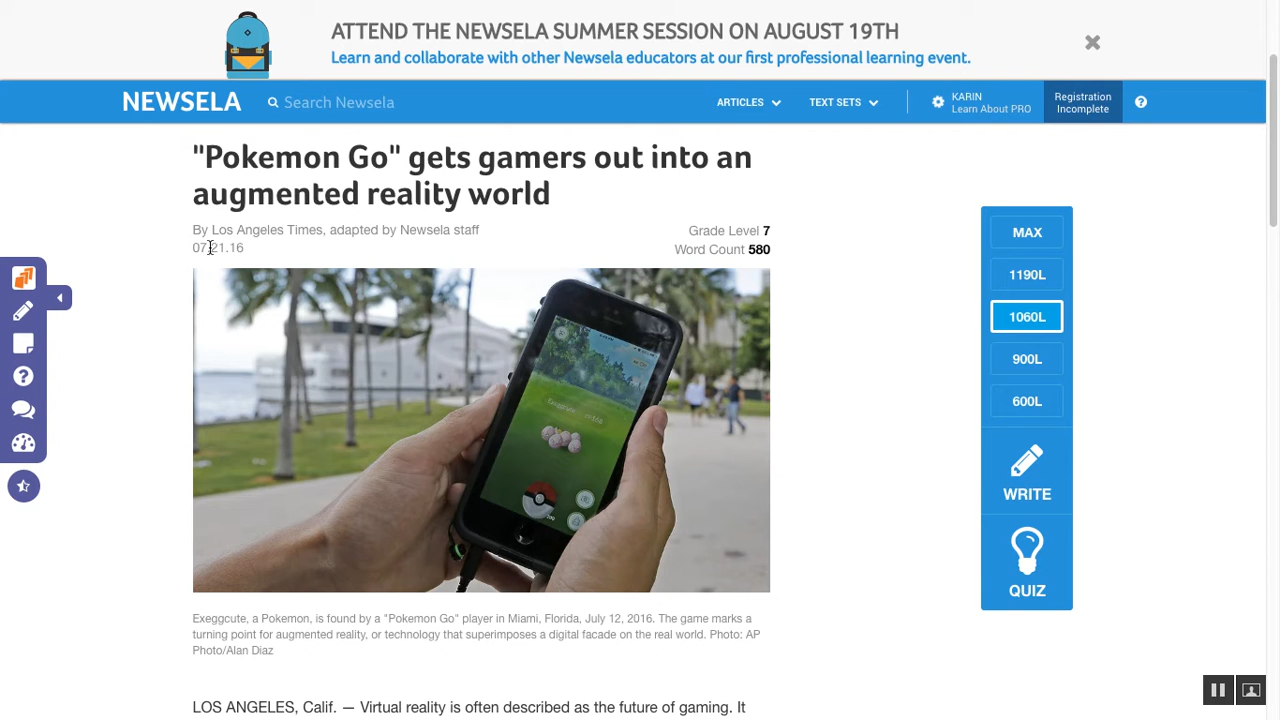 ATTEND THE NEWSELA SUMMER SESSION ON AUGUST 19TH
Learn and collaborate with other Newsela educators at our first professional learning event.
NEWSELA
Search Newsela
ARTICLES
TEXT SETS
KARIN
Learn About PRO
Registration
Incomplete
"Pokemon Go" gets gamers out into an
augmented reality world
By Los Angeles Times, adapted by Newsela staff
07.21.16
Grade Level 7
Word Count 580
MAX
1190L
1060L
900L
600L
WRITE
QUIZ
Exeggcute, a Pokemon, is found by a "Pokemon Go" player in Miami, Florida, July 12, 2016. The game marks a
turning point for augmented reality, or technology that superimposes a digital facade on the real world. Photo: AP
Photo/Alan Diaz
LOS ANGELES, Calif. — Virtual reality is often described as the future of gaming. It